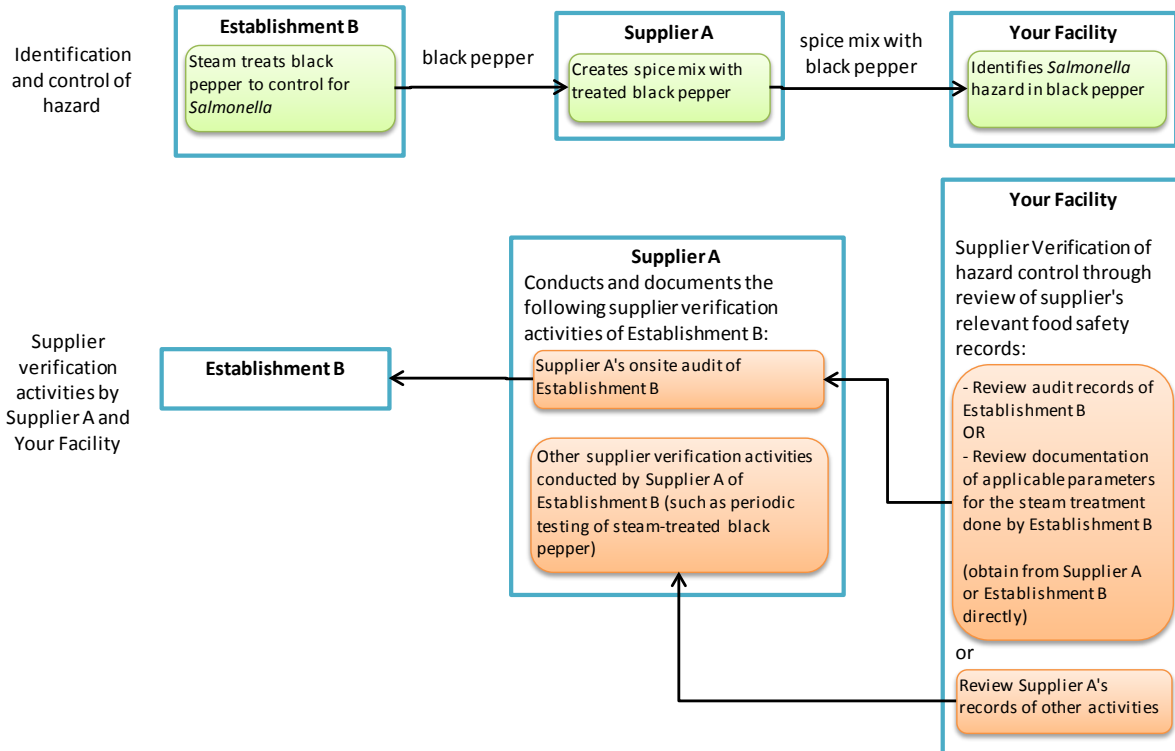 Identification
and control of
hazard
Establishment B
Steam treats black
pepper to control for
Salmonella
black pepper
Supplier A
Creates spice mix with
treated black pepper
spice mix with
black pepper
Your Facility
Identifies Salmonella
hazard in black pepper
Supplier
verification
activities by
Supplier A and
Your Facility
Establishment B
Supplier A
Conducts and documents the
following supplier verification
activities of Establishment B:
Supplier A's onsite audit of
Establishment B
Other supplier verification activities
conducted by Supplier A of
Establishment B (such as periodic
testing of steam-treated black
pepper)
Your Facility
Supplier Verification of
hazard control through
review of supplier's
relevant food safety
records:
- Review audit records of
Establishment B
OR
- Review documentation
of applicable parameters
for the steam treatment
done by Establishment B
(obtain from Supplier A
or Establishment B
directly)
or
Review Supplier A's
records of other activities